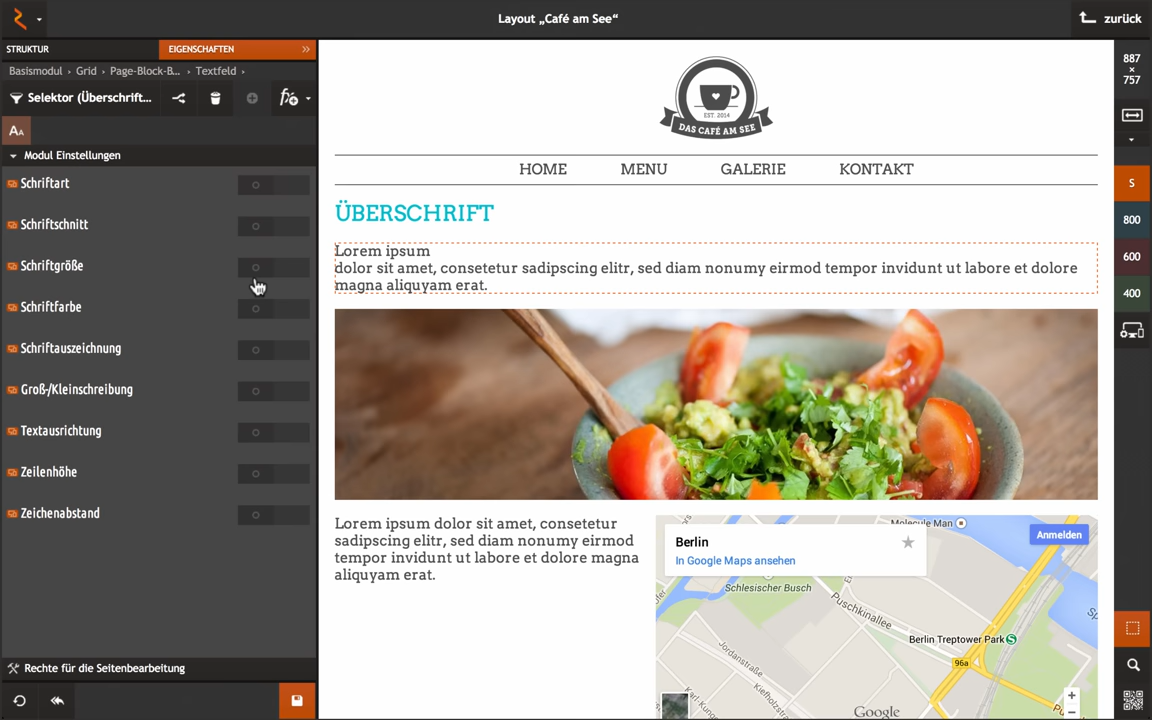 Layout „Café am See“
zurück
STRUKTUR
EIGENSCHAFTEN
Basismodul › Grid › Page-Block-B... › Textfeld ›
Selektor (Überschrift...
Modul Einstellungen
Schriftart
Schriftschnitt
Schriftgröße
Schriftfarbe
Schriftauszeichnung
Groß-/Kleinschreibung
Textausrichtung
Zeilenhöhe
Zeichenabstand
Rechte für die Seitenbearbeitung
EST. 2014
DAS CAFÉ AM SEE
HOME MENU GALERIE KONTAKT
ÜBERSCHRIFT
Lorem ipsum
dolor sit amet, consetetur sadipscing elitr, sed diam nonumy eirmod tempor invidunt ut labore et dolore
magna aliquyam erat.
Lorem ipsum dolor sit amet, consetetur
sadipscing elitr, sed diam nonumy eirmod
tempor invidunt ut labore et dolore magna
aliquyam erat.
Molecule Man
Anmelden
Berlin
In Google Maps ansehen
Schlesischer Busch
Puschkinallee
Berlin Treptower Park
96a
Jordanstraße
Kiefholzstraße
Google
887
×
757
S
800
600
400